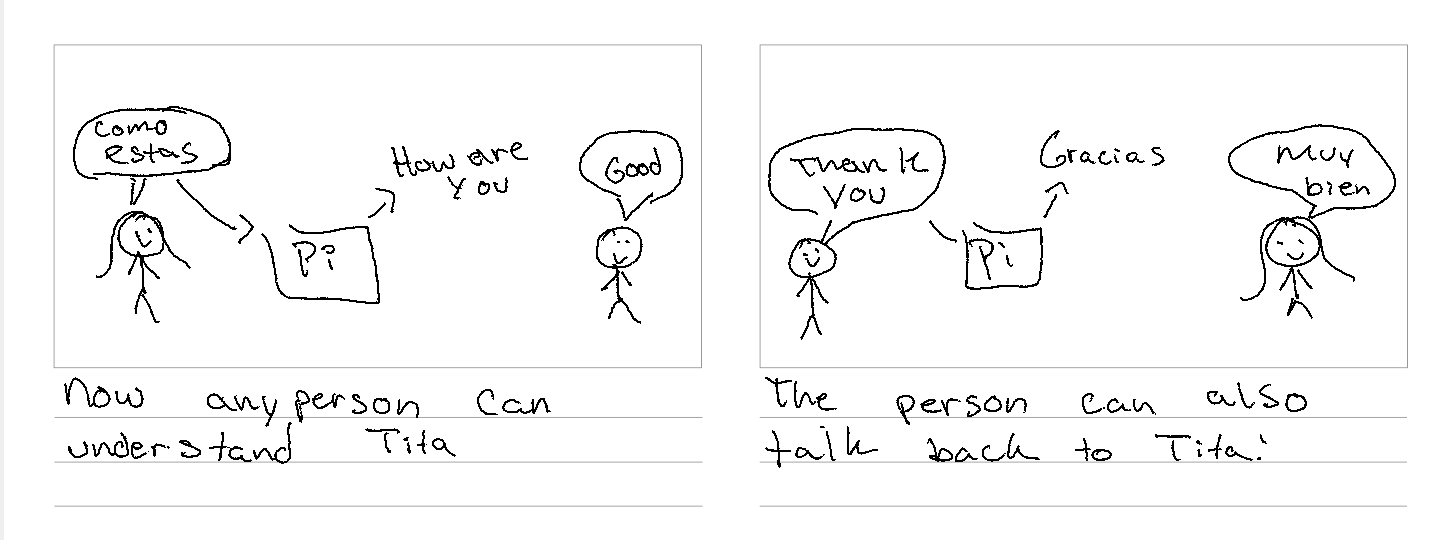 Como
estas
Pi
How are
you
Good
Now any person can
understand Tita
Thank
you
Pi
Gracias
Muy
bien
The person can also
talk back to Tita!